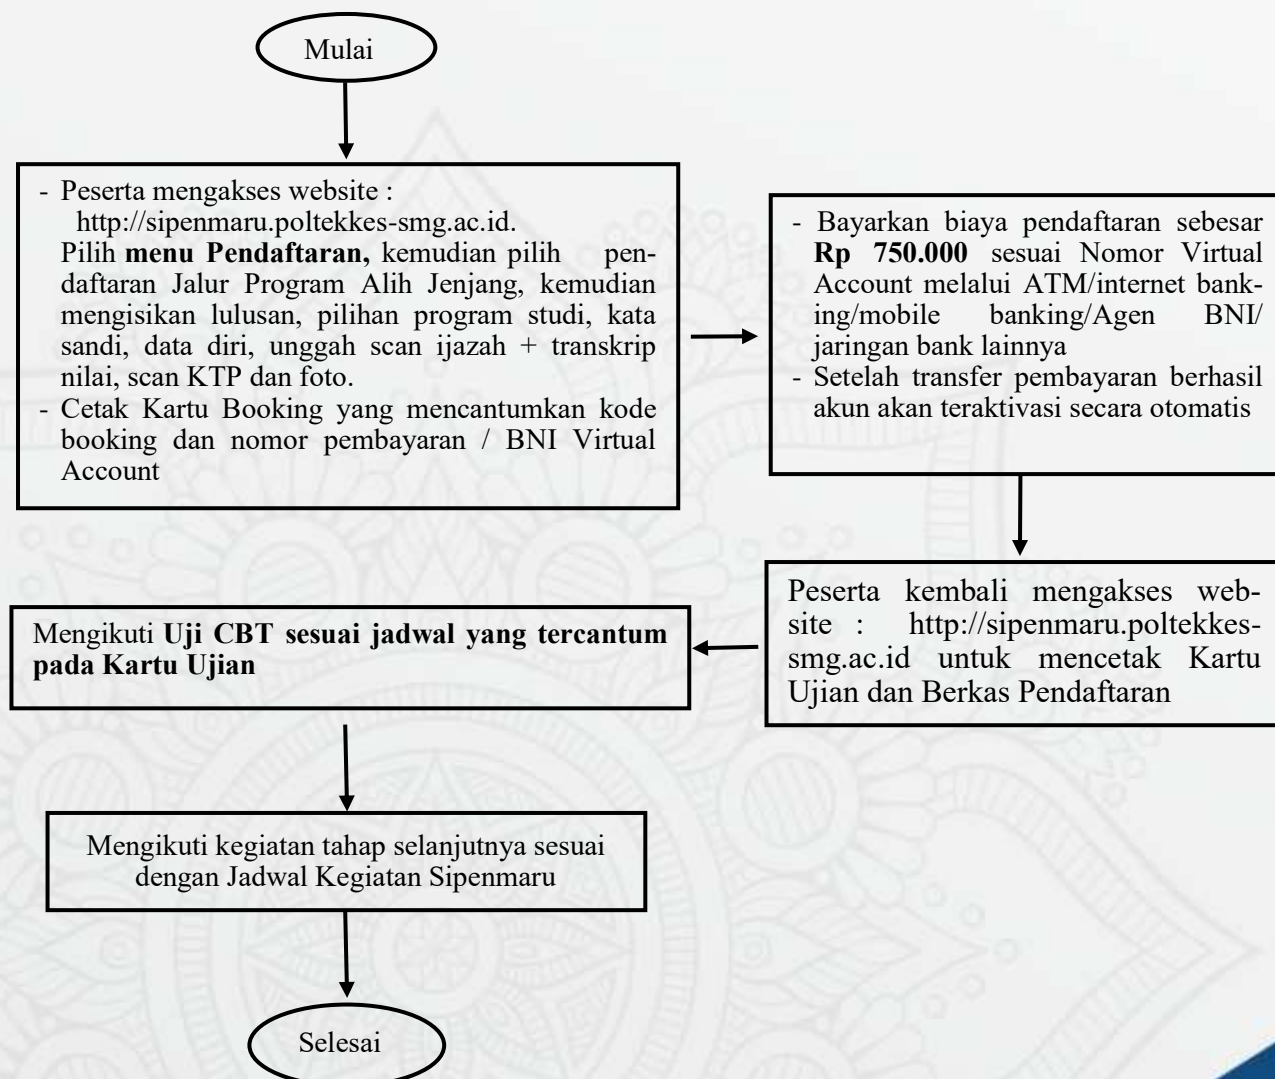 Mulai
- Peserta mengakses website :
http://sipenmaru.poltekkes-smg.ac.id.
Pilih menu Pendaftaran, kemudian pilih pen-
daftaran Jalur Program Alih Jenjang, kemudian
mengisikan lulusan, pilihan program studi, kata
sandi, data diri, unggah scan ijazah + transkrip
nilai, scan KTP dan foto.
- Cetak Kartu Booking yang mencantumkan kode
booking dan nomor pembayaran / BNI Virtual
Account
- Bayarkan biaya pendaftaran sebesar
Rp 750.000 sesuai Nomor Virtual
Account melalui ATM/internet bank-
ing/mobile banking/Agen BNI/
jaringan bank lainnya
- Setelah transfer pembayaran berhasil
akun akan teraktivasi secara otomatis
Peserta kembali mengakses web-
site : http://sipenmaru.poltekkes-
smg.ac.id untuk mencetak Kartu
Ujian dan Berkas Pendaftaran
Mengikuti Uji CBT sesuai jadwal yang tercantum
pada Kartu Ujian
Mengikuti kegiatan tahap selanjutnya sesuai
dengan Jadwal Kegiatan Sipenmaru
Selesai